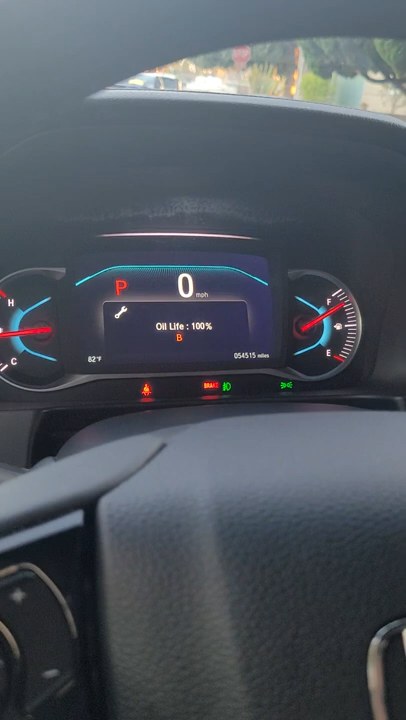 P 0 mph
H F
Oil Life : 100%
B
C E
82°F 054515 miles
BRAKE
+
-